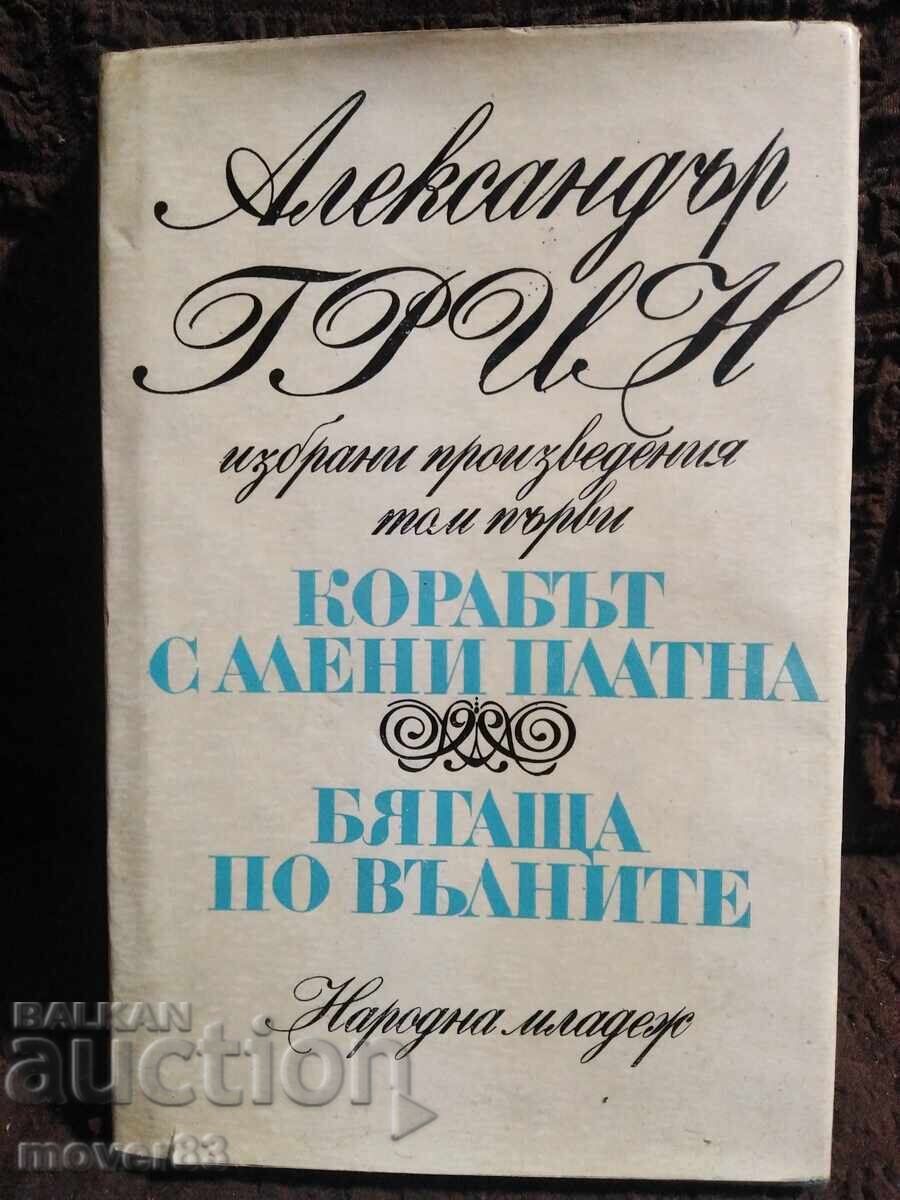 Александър
ГРИН
избрани произведения
том първи
КОРАБЪТ
С АЛЕНИ ПЛАТНА
БЯГАЩА
ПО ВЪЛНИТЕ
Народна младеж
BALKAN
auction
mover83